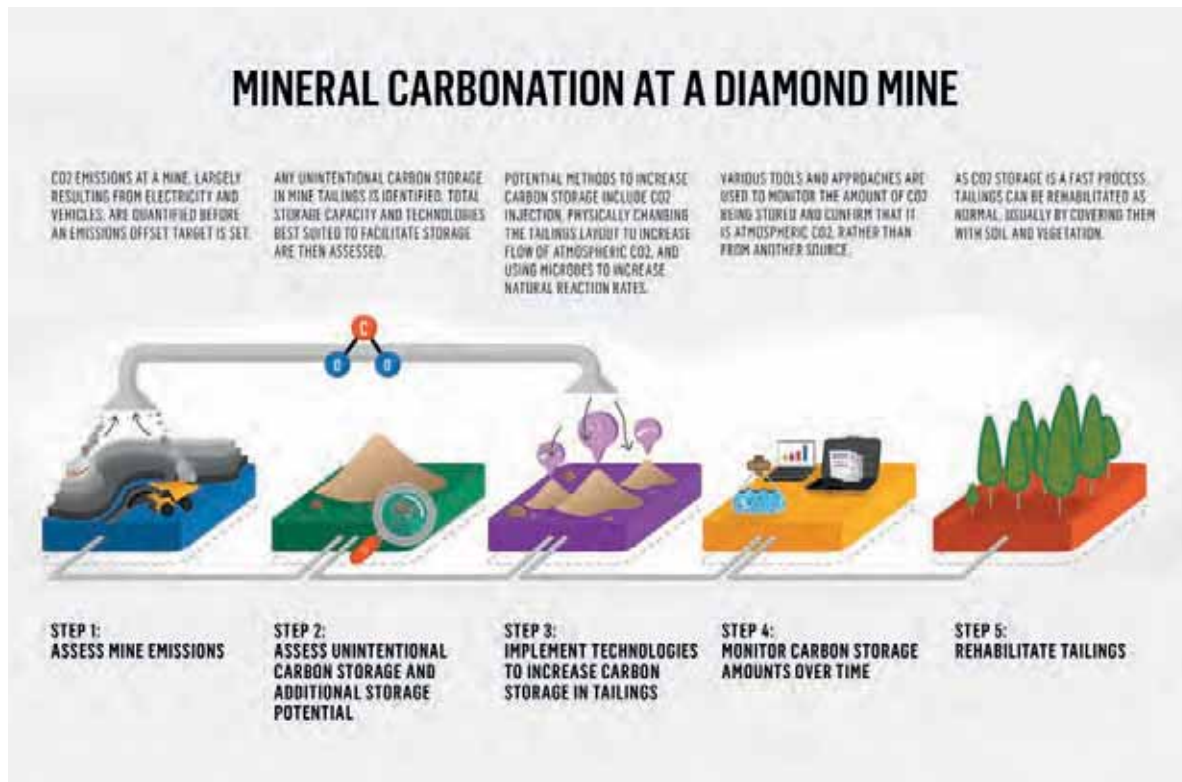 MINERAL CARBONATION AT A DIAMOND MINE
CO2 EMISSIONS AT A MINE, LARGELY
RESULTING FROM ELECTRICITY AND
VEHICLES, ARE QUANTIFIED BEFORE
AN EMISSIONS OFFSET TARGET IS SET.
ANY UNINTENTIONAL CARBON STORAGE
IN MINE TAILINGS IS IDENTIFIED. TOTAL
STORAGE CAPACITY AND TECHNOLOGIES
BEST SUITED TO FACILITATE STORAGE
ARE THEN ASSESSED.
POTENTIAL METHODS TO INCREASE
CARBON STORAGE INCLUDE CO2
INJECTION, PHYSICALLY CHANGING
THE TAILINGS LAYOUT TO INCREASE
FLOW OF ATMOSPHERIC CO2, AND
USING MICROBES TO INCREASE
NATURAL REACTION RATES.
VARIOUS TOOLS AND APPROACHES ARE
USED TO MONITOR THE AMOUNT OF CO2
BEING STORED AND CONFIRM THAT IT
IS ATMOSPHERIC CO2, RATHER THAN
FROM ANOTHER SOURCE.
AS CO2 STORAGE IS A FAST PROCESS,
TAILINGS CAN BE REHABILITATED AS
NORMAL, USUALLY BY COVERING THEM
WITH SOIL AND VEGETATION.
C
O O
STEP 1:
ASSESS MINE EMISSIONS
STEP 2:
ASSESS UNINTENTIONAL
CARBON STORAGE AND
ADDITIONAL STORAGE
POTENTIAL
STEP 3:
IMPLEMENT TECHNOLOGIES
TO INCREASE CARBON
STORAGE IN TAILINGS
STEP 4:
MONITOR CARBON STORAGE
AMOUNTS OVER TIME
STEP 5:
REHABILITATE TAILINGS